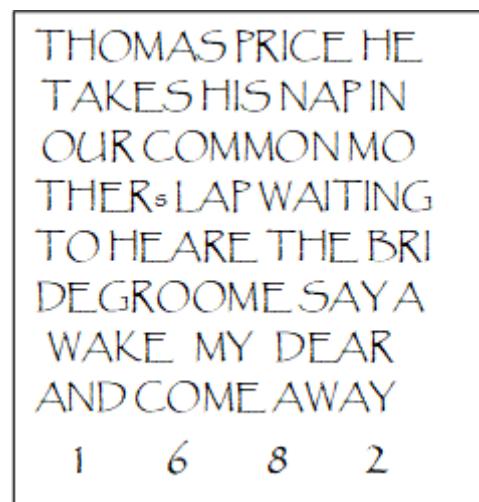 THOMAS PRICE HE
TAKES HIS NAP IN
OUR COMMON MO
THERs LAP WAITING
TO HEARE THE BRI
DEGROOME SAY A
WAKE MY DEAR
AND COME AWAY
1 6 8 2